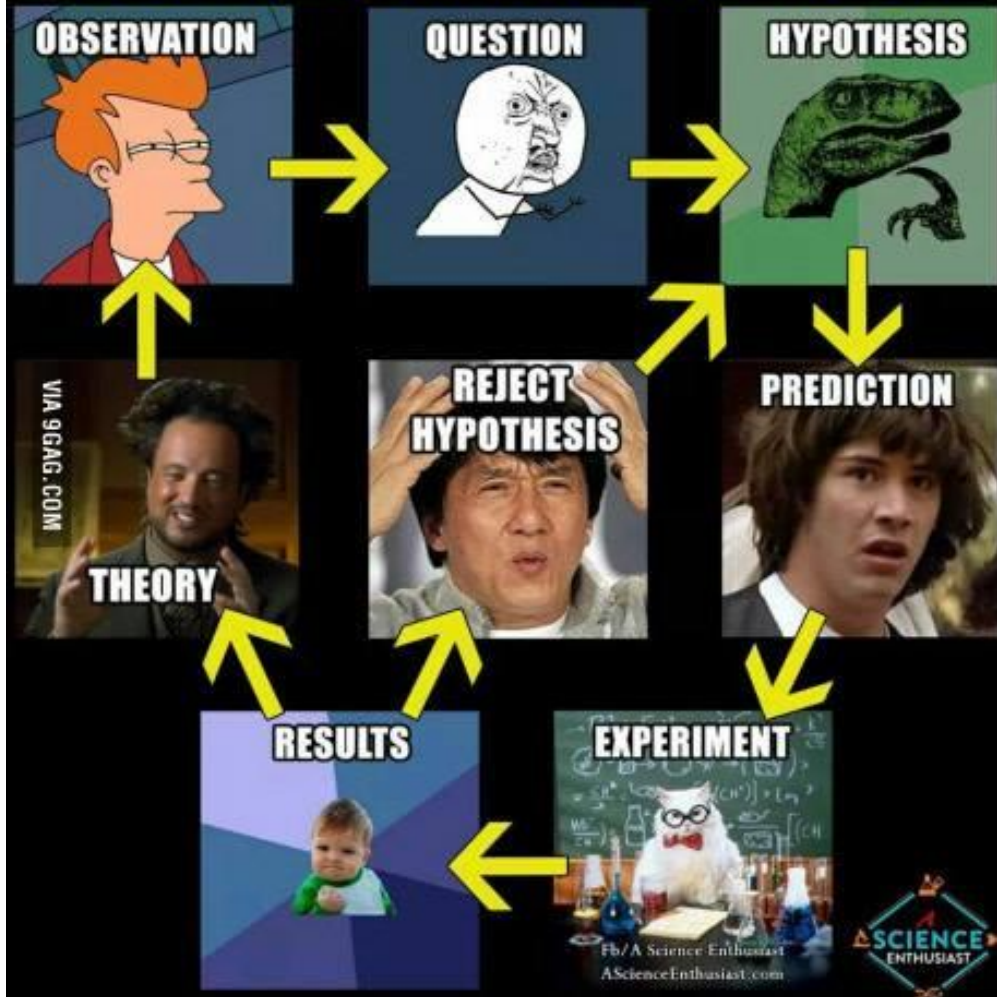 OBSERVATION
QUESTION
HYPOTHESIS
VIA 9GAG.COM
THEORY
REJECT
HYPOTHESIS
PREDICTION
RESULTS
EXPERIMENT
Fb/A Science Enthusiast
AScienceEnthusiast.com
A
SCIENCE
ENTHUSIAST